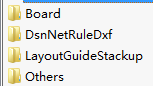 Board
DsnNetRuleDxf
LayoutGuideStackup
Others